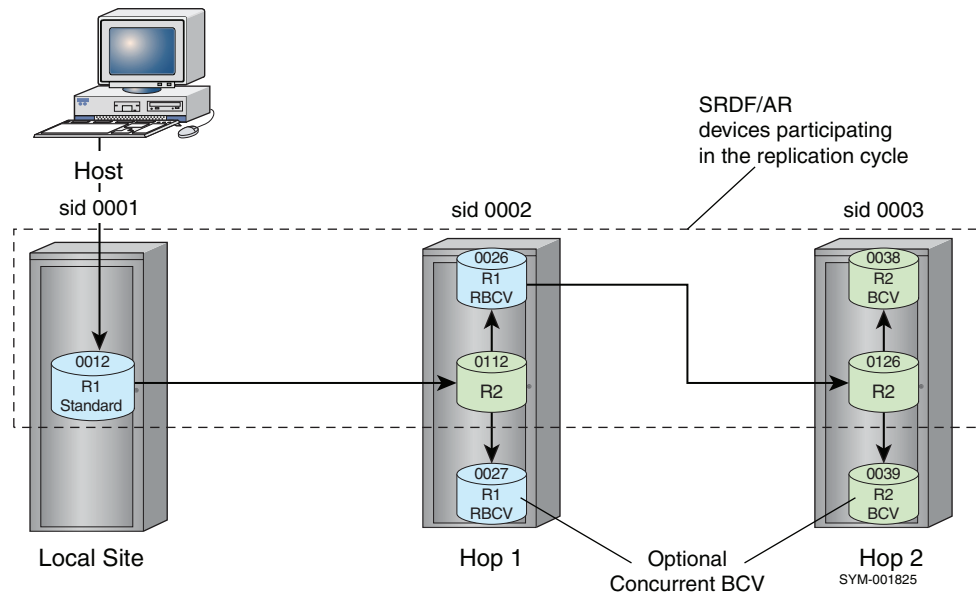 SRDF/AR
devices participating
in the replication cycle
Host
sid 0001
sid 0002
sid 0003
0026
R1
RBCV
0038
R2
BCV
0012
R1
Standard
0112
R2
0126
R2
0027
R1
RBCV
0039
R2
BCV
Local Site
Hop 1
Optional
Concurrent BCV
Hop 2
SYM-001825